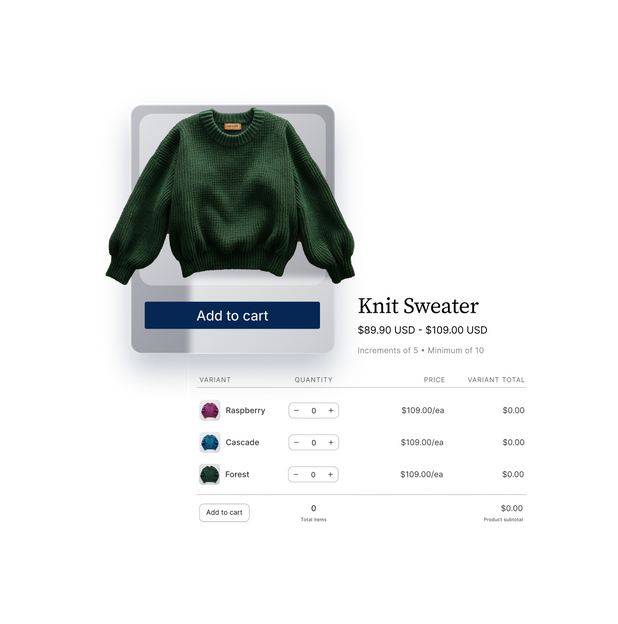 Add to cart
Knit Sweater
$89.90 USD - $109.00 USD
Increments of 5 • Minimum of 10
VARIANT QUANTITY PRICE VARIANT TOTAL
Raspberry − 0 + $109.00/ea $0.00
Cascade − 0 + $109.00/ea $0.00
Forest − 0 + $109.00/ea $0.00
Add to cart 0 $0.00
Total items Product subtotal